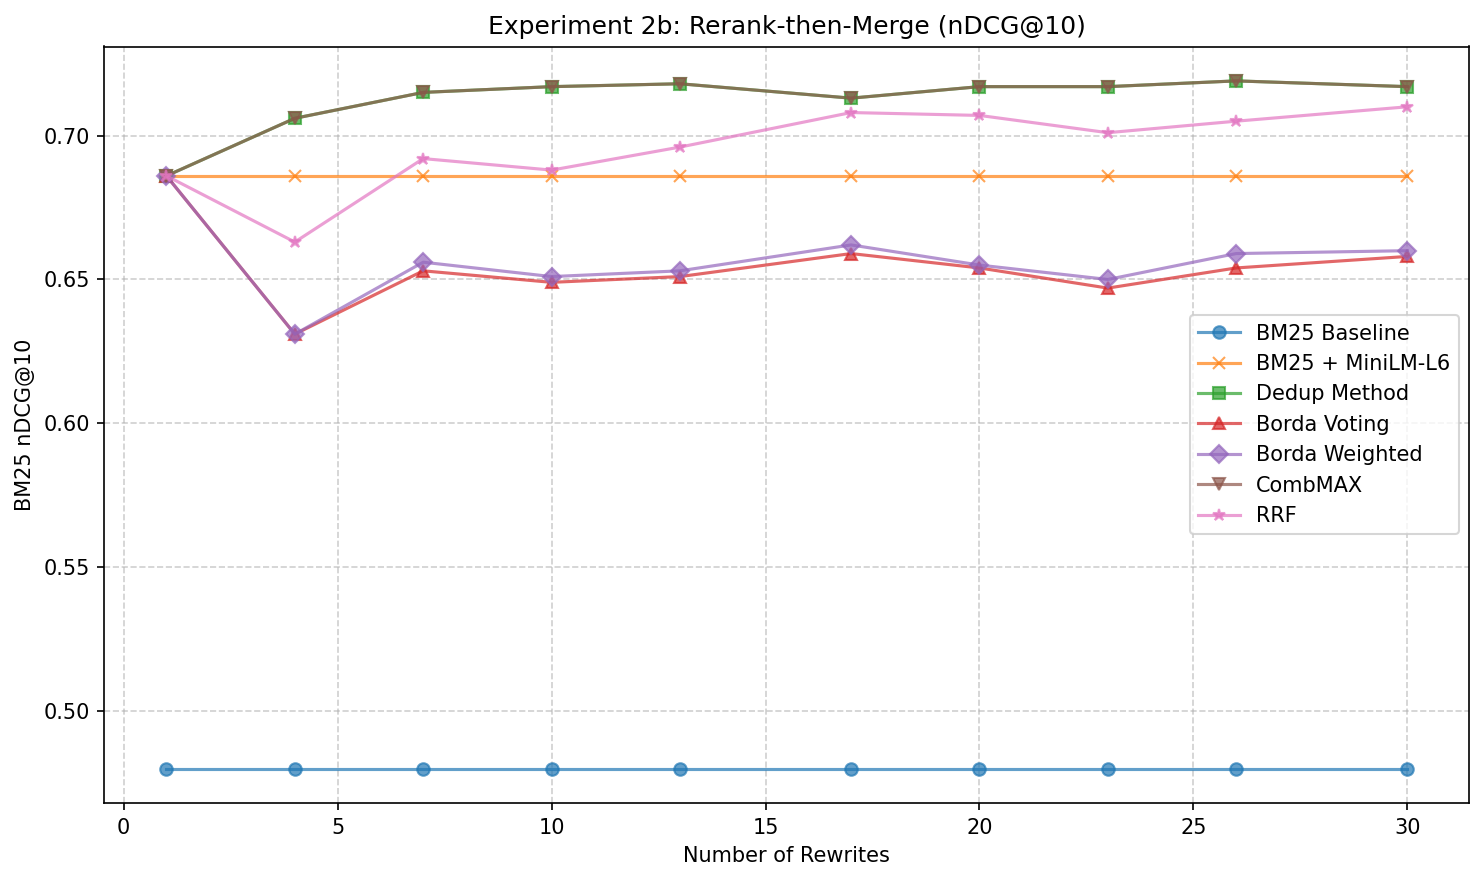 Experiment 2b: Rerank-then-Merge (nDCG@10)
BM25 nDCG@10
0.70
0.65
0.60
0.55
0.50
BM25 Baseline
BM25 + MiniLM-L6
Dedup Method
Borda Voting
Borda Weighted
CombMAX
RRF
0 5 10 15 20 25 30
Number of Rewrites